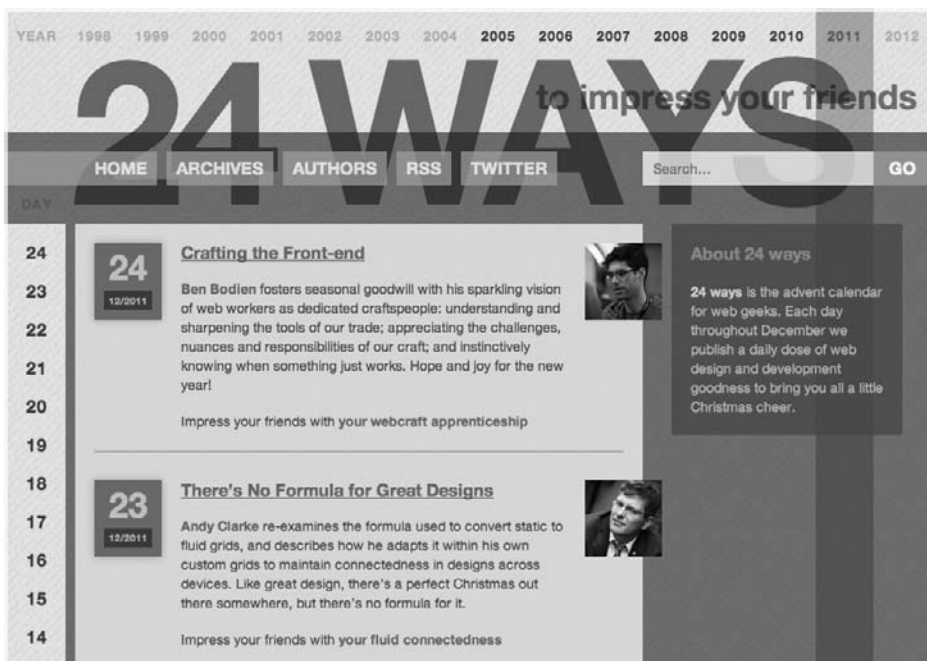 YEAR 1998 1999 2000 2001 2002 2003 2004 2005 2006 2007 2008 2009 2010 2011 2012
24 WAYS
to impress your friends
HOME ARCHIVES AUTHORS RSS TWITTER Search... GO
DAY
24
23
22
21
20
19
18
17
16
15
14
24
12/2011
Crafting the Front-end
Ben Bodien fosters seasonal goodwill with his sparkling vision
of web workers as dedicated craftspeople: understanding and
sharpening the tools of our trade; appreciating the challenges,
nuances and responsibilities of our craft; and instinctively
knowing when something just works. Hope and joy for the new
year!
Impress your friends with your webcraft apprenticeship
23
12/2011
There's No Formula for Great Designs
Andy Clarke re-examines the formula used to convert static to
fluid grids, and describes how he adapts it within his own
custom grids to maintain connectedness in designs across
devices. Like great design, there's a perfect Christmas out
there somewhere, but there's no formula for it.
Impress your friends with your fluid connectedness
About 24 ways
24 ways is the advent calendar
for web geeks. Each day
throughout December we
publish a daily dose of web
design and development
goodness to bring you all a little
Christmas cheer.